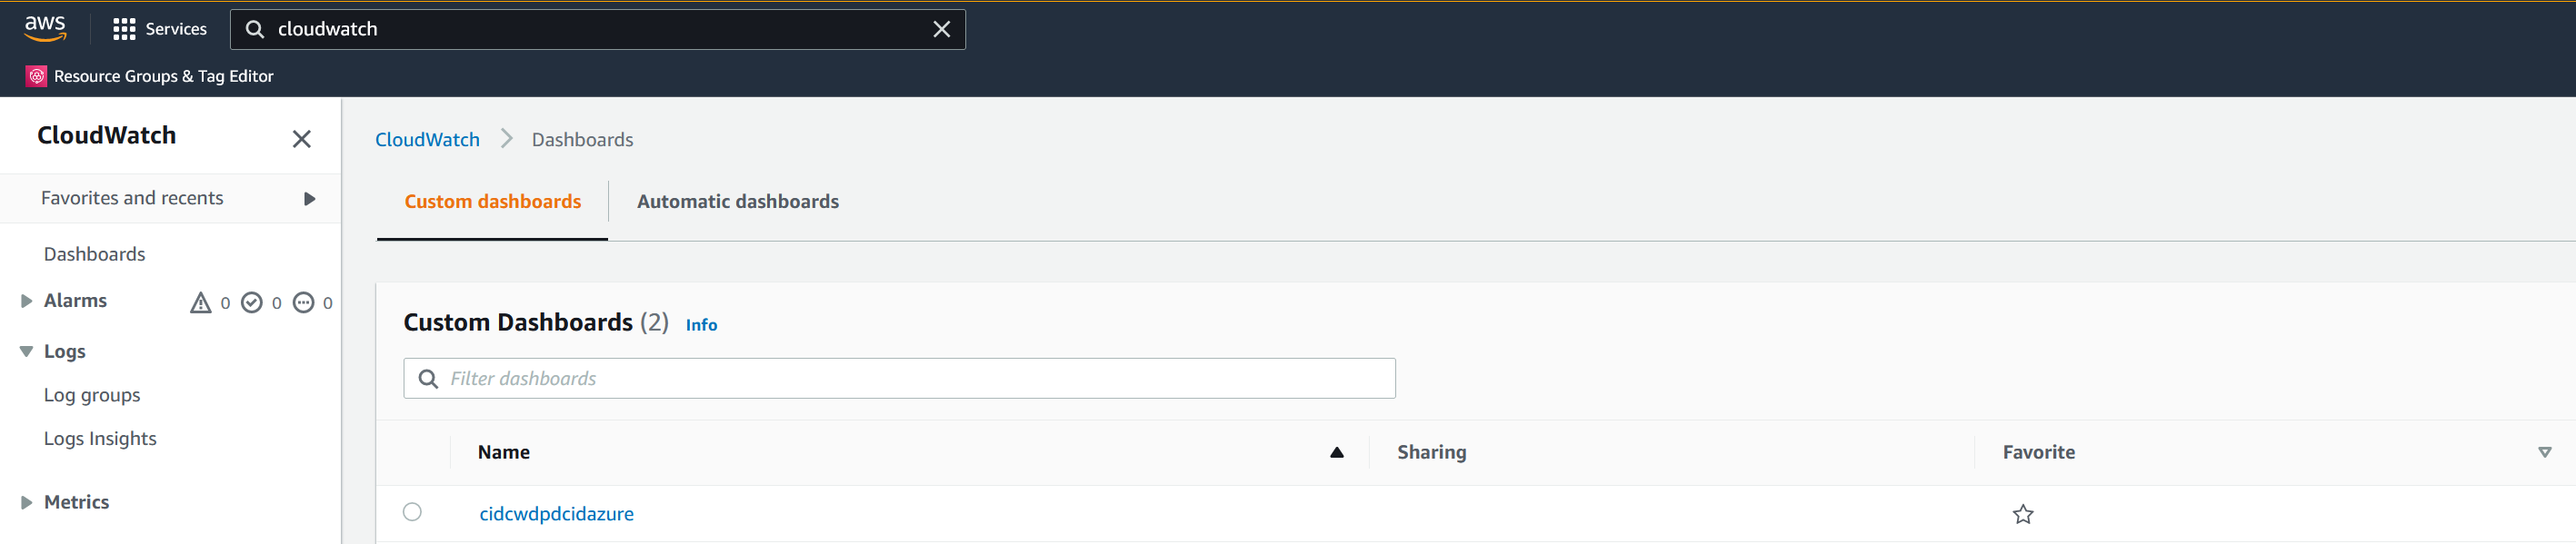 aws
Services
cloudwatch
Resource Groups & Tag Editor
CloudWatch
Favorites and recents
Dashboards
Alarms 0 0 0
Logs
Log groups
Logs Insights
Metrics
CloudWatch Dashboards
Custom dashboards Automatic dashboards
Custom Dashboards (2) Info
Filter dashboards
Name Sharing Favorite
cidcwdpdcidazure